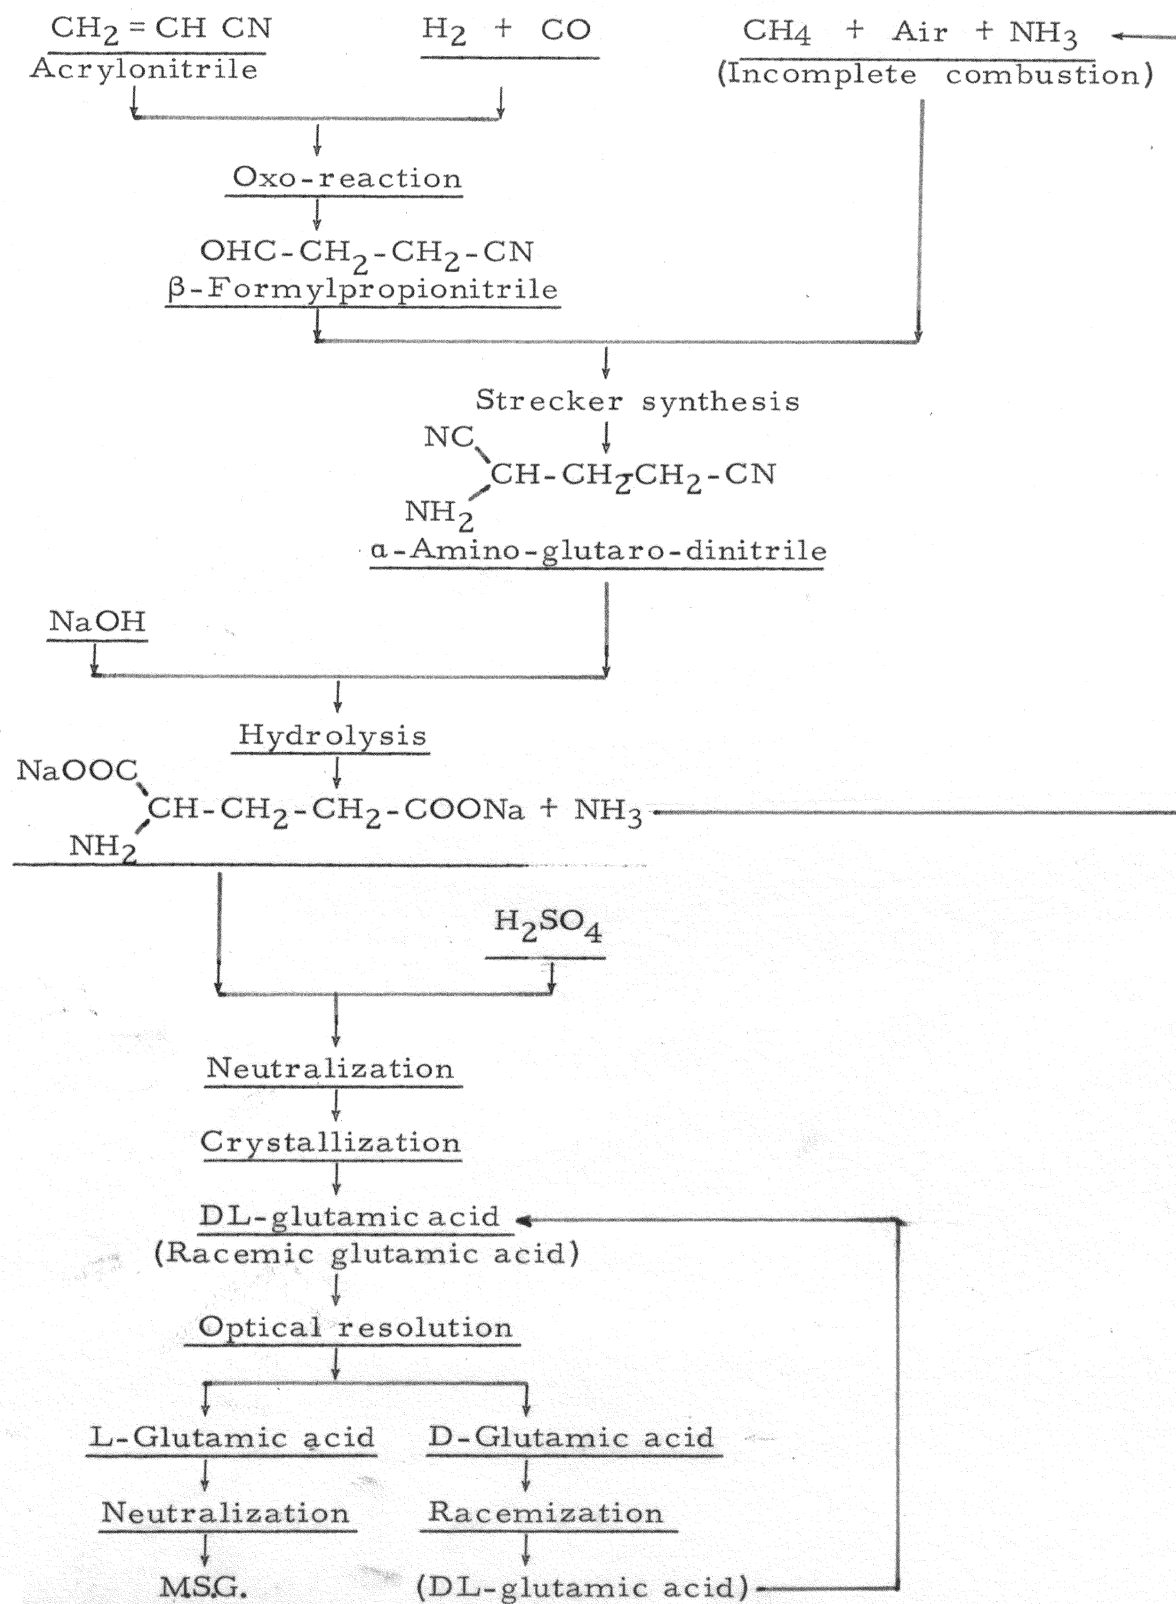 CH2 = CH CN H2 + CO CH4 + Air + NH3
Acrylonitrile (Incomplete combustion)
Oxo-reaction
OHC-CH2-CH2-CN
β-Formylpropionitrile
Strecker synthesis
NC
CH-CH2CH2-CN
NH2
α-Amino-glutaro-dinitrile
NaOH
Hydrolysis
NaOOC
CH-CH2-CH2-COONa + NH3
NH2
H2SO4
Neutralization
Crystallization
DL-glutamic acid
(Racemic glutamic acid)
Optical resolution
L-Glutamic acid D-Glutamic acid
Neutralization Racemization
M.S.G. (DL-glutamic acid)